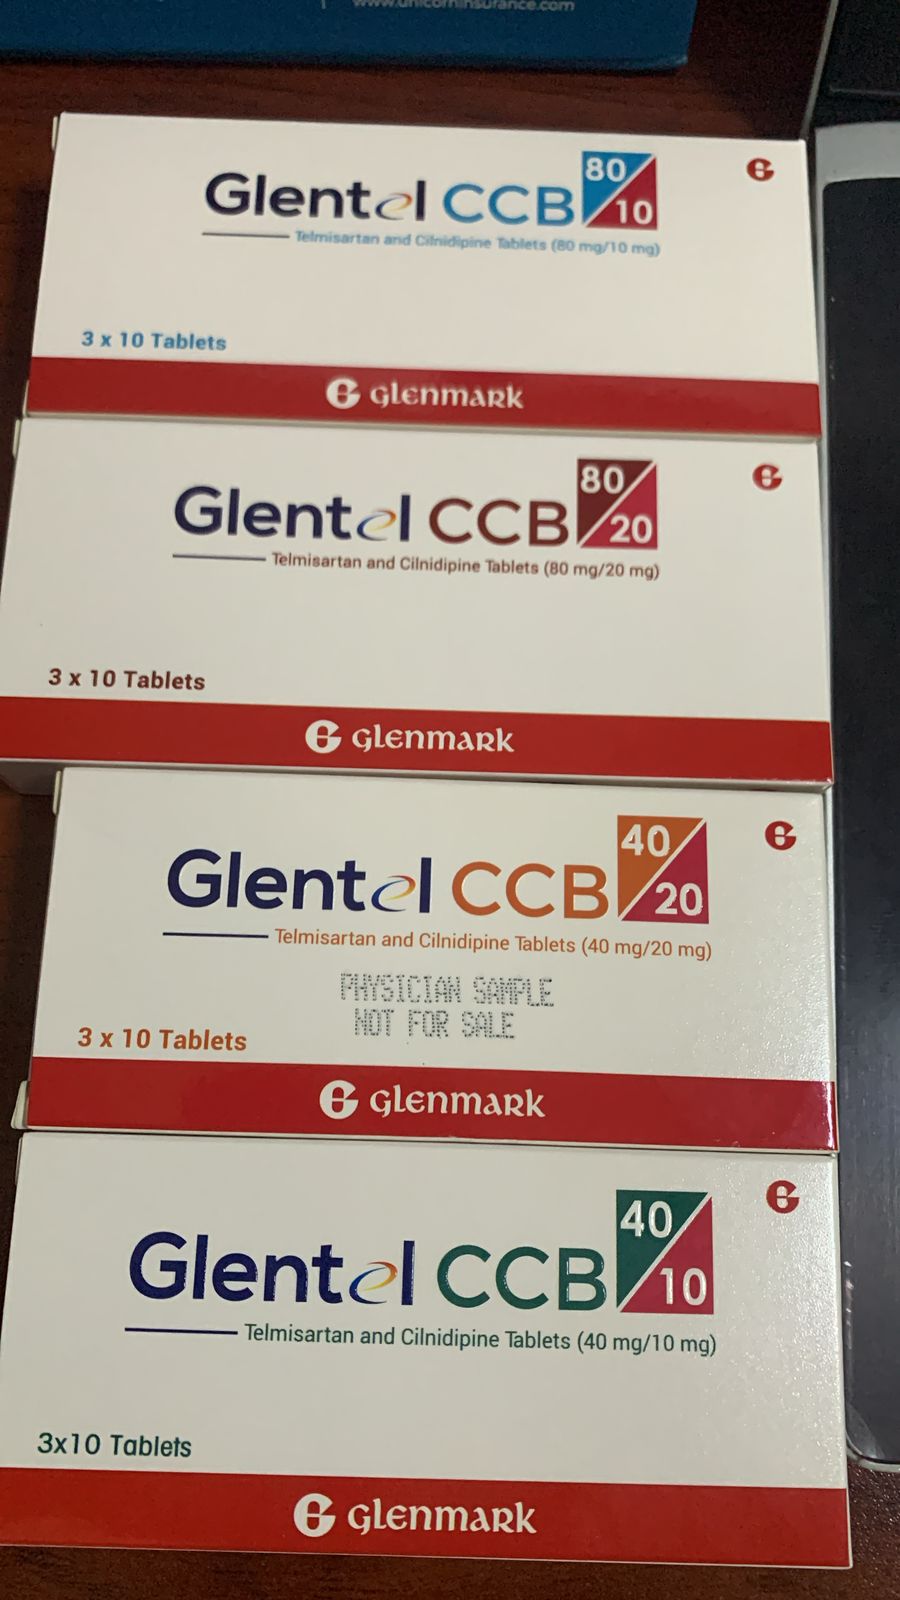 www.unicorninsurance.com
Glentel CCB 80/10
Telmisartan and Cilnidipine Tablets (80 mg/10 mg)
3 x 10 Tablets
glenmark
Glentel CCB 80/20
Telmisartan and Cilnidipine Tablets (80 mg/20 mg)
3 x 10 Tablets
glenmark
Glentel CCB 40/20
Telmisartan and Cilnidipine Tablets (40 mg/20 mg)
PHYSICIAN SAMPLE
NOT FOR SALE
3 x 10 Tablets
glenmark
Glentel CCB 40/10
Telmisartan and Cilnidipine Tablets (40 mg/10 mg)
3x10 Tablets
glenmark